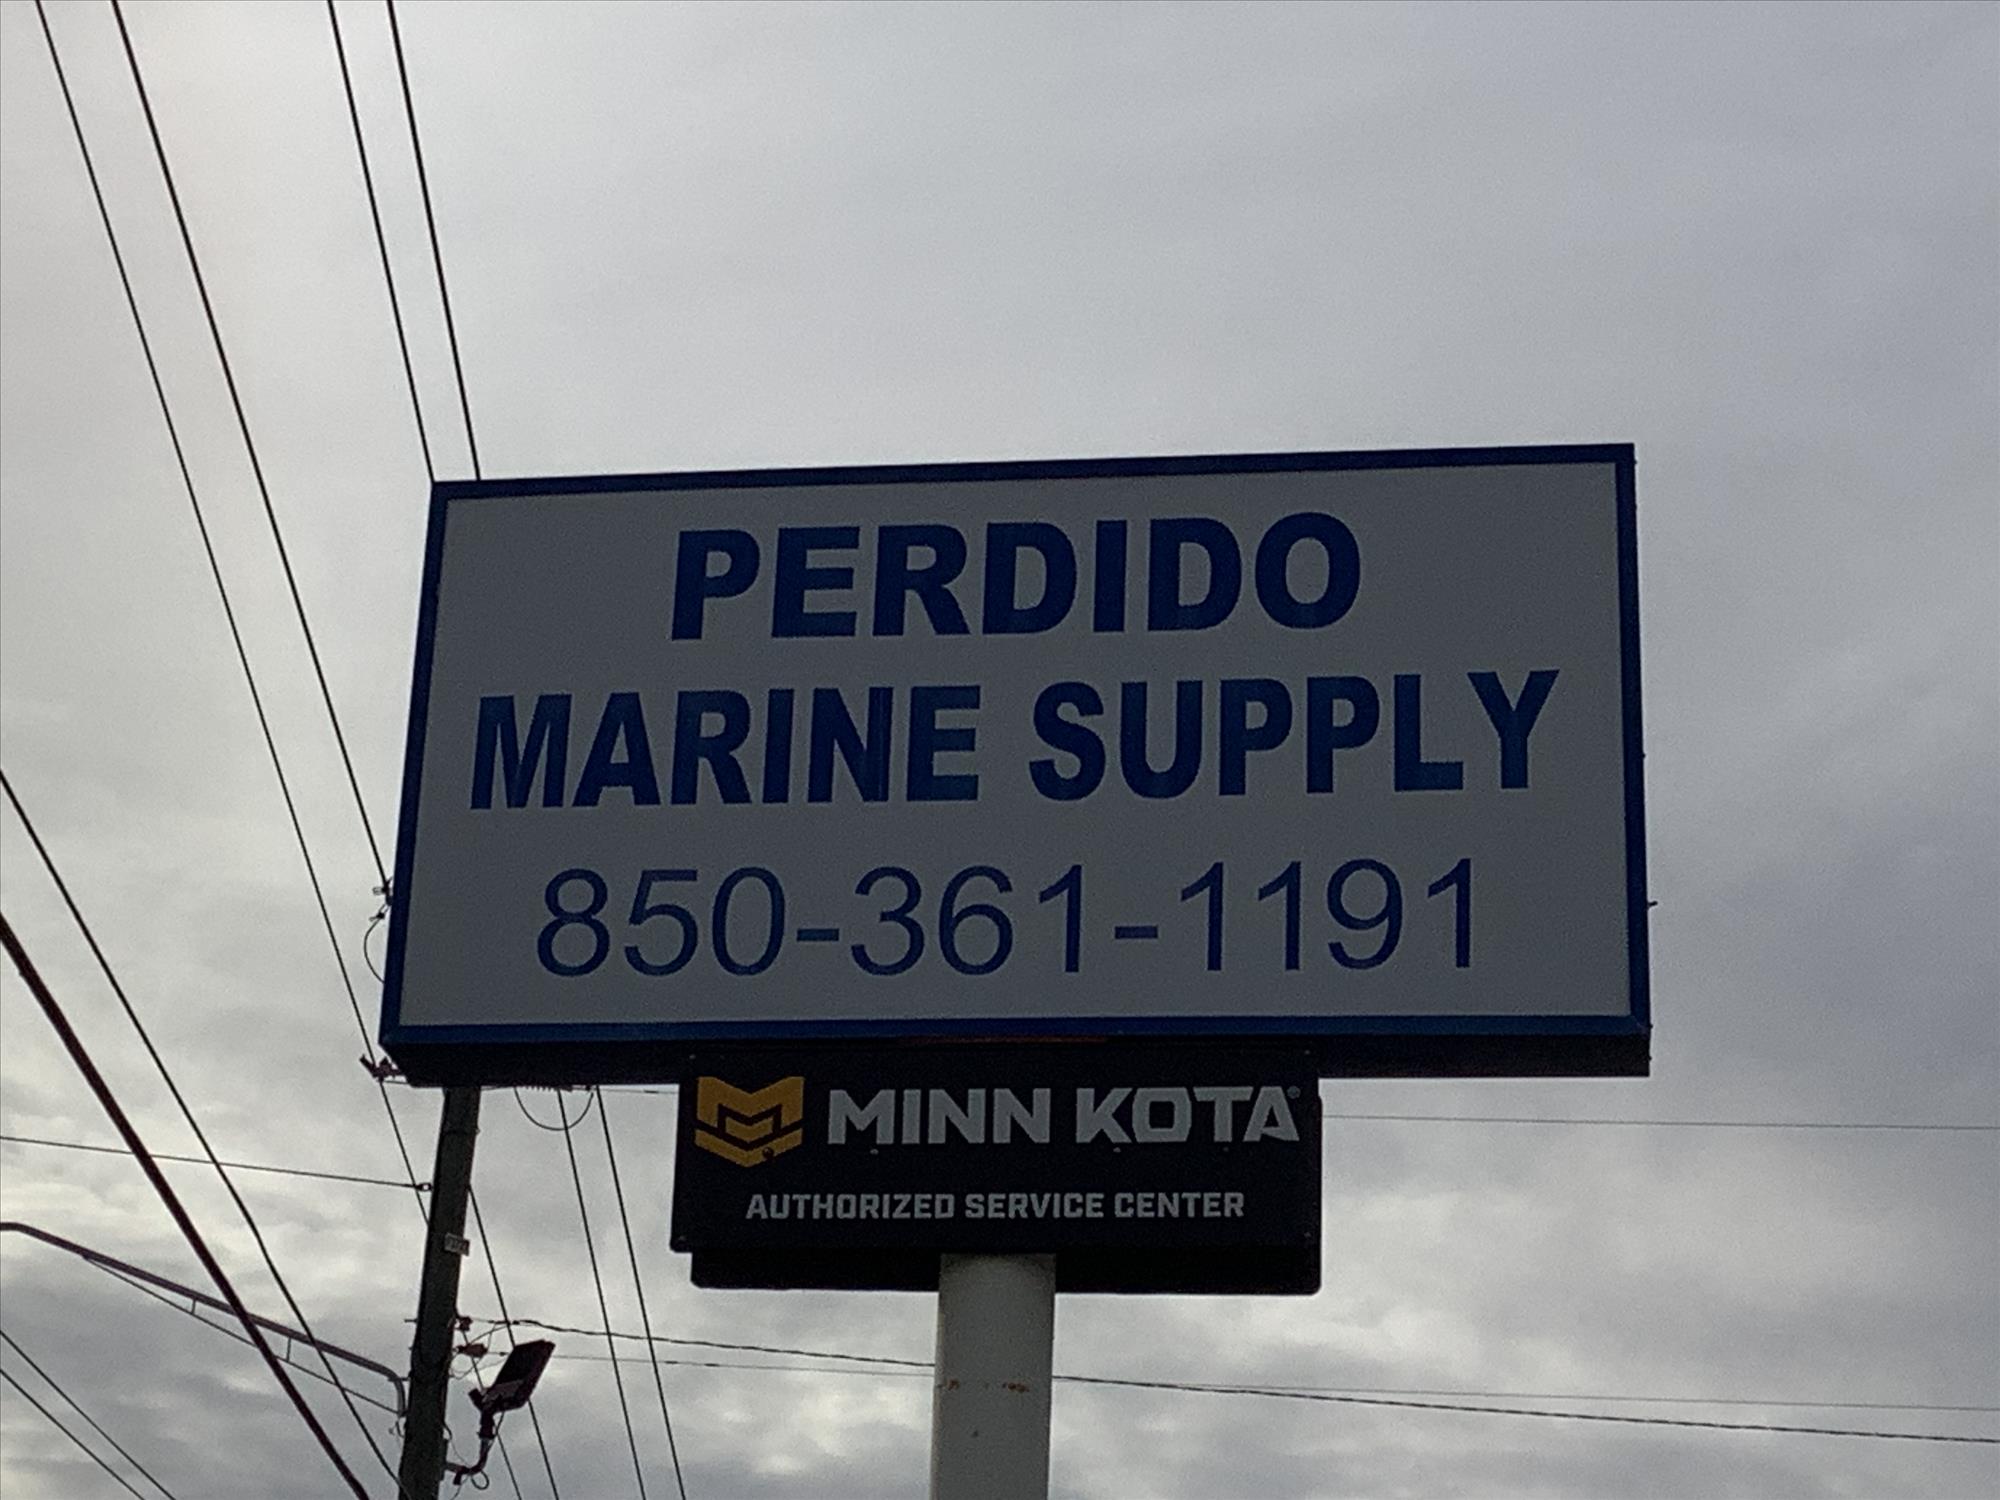 PERDIDO
MARINE SUPPLY
850-361-1191
MINN KOTA®
AUTHORIZED SERVICE CENTER